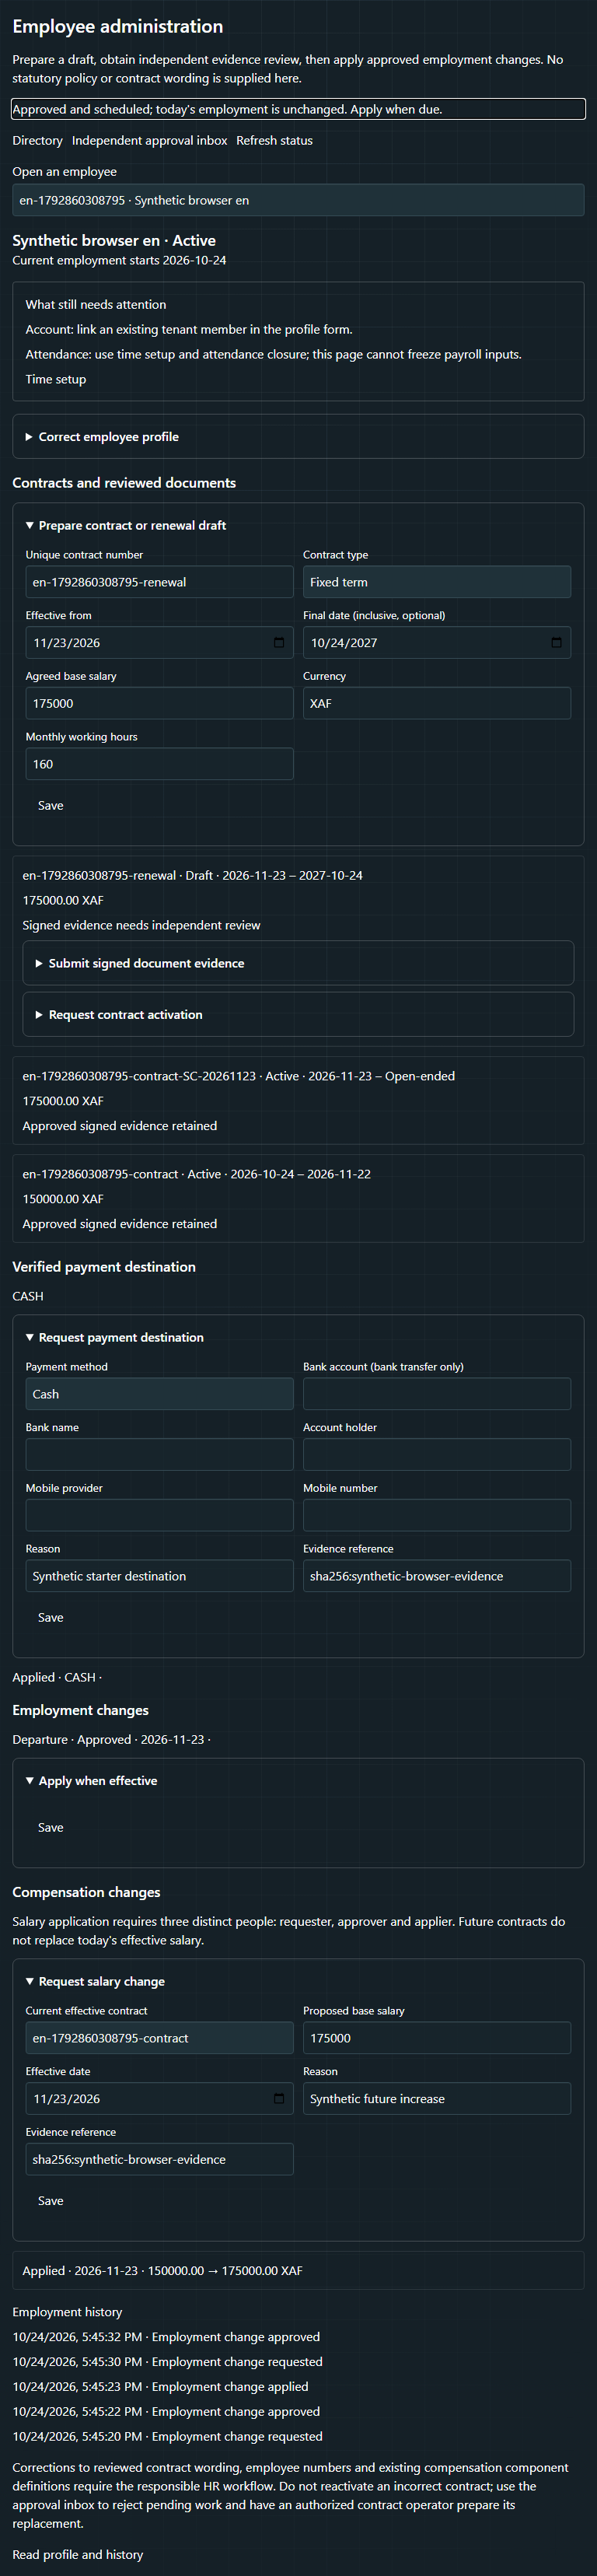 Employee administration
Prepare a draft, obtain independent evidence review, then apply approved employment changes. No
statutory policy or contract wording is supplied here.
Approved and scheduled; today's employment is unchanged. Apply when due.
Directory Independent approval inbox Refresh status
Open an employee
en-1792860308795 · Synthetic browser en
Synthetic browser en · Active
Current employment starts 2026-10-24
What still needs attention
Account: link an existing tenant member in the profile form.
Attendance: use time setup and attendance closure; this page cannot freeze payroll inputs.
Time setup
Correct employee profile
Contracts and reviewed documents
Prepare contract or renewal draft
Unique contract number
Contract type
en-1792860308795-renewal
Fixed term
Effective from
Final date (inclusive, optional)
11/23/2026
10/24/2027
Agreed base salary
Currency
175000
XAF
Monthly working hours
160
Save
en-1792860308795-renewal · Draft · 2026-11-23 – 2027-10-24
175000.00 XAF
Signed evidence needs independent review
Submit signed document evidence
Request contract activation
en-1792860308795-contract-SC-20261123 · Active · 2026-11-23 – Open-ended
175000.00 XAF
Approved signed evidence retained
en-1792860308795-contract · Active · 2026-10-24 – 2026-11-22
150000.00 XAF
Approved signed evidence retained
Verified payment destination
CASH
Request payment destination
Payment method
Bank account (bank transfer only)
Cash
Bank name
Account holder
Mobile provider
Mobile number
Reason
Evidence reference
Synthetic starter destination
sha256:synthetic-browser-evidence
Save
Applied · CASH ·
Employment changes
Departure · Approved · 2026-11-23 ·
Apply when effective
Save
Compensation changes
Salary application requires three distinct people: requester, approver and applier. Future contracts do
not replace today's effective salary.
Request salary change
Current effective contract
Proposed base salary
en-1792860308795-contract
175000
Effective date
Reason
11/23/2026
Synthetic future increase
Evidence reference
sha256:synthetic-browser-evidence
Save
Applied · 2026-11-23 · 150000.00 → 175000.00 XAF
Employment history
10/24/2026, 5:45:32 PM · Employment change approved
10/24/2026, 5:45:30 PM · Employment change requested
10/24/2026, 5:45:23 PM · Employment change applied
10/24/2026, 5:45:22 PM · Employment change approved
10/24/2026, 5:45:20 PM · Employment change requested
Corrections to reviewed contract wording, employee numbers and existing compensation component
definitions require the responsible HR workflow. Do not reactivate an incorrect contract; use the
approval inbox to reject pending work and have an authorized contract operator prepare its
replacement.
Read profile and history